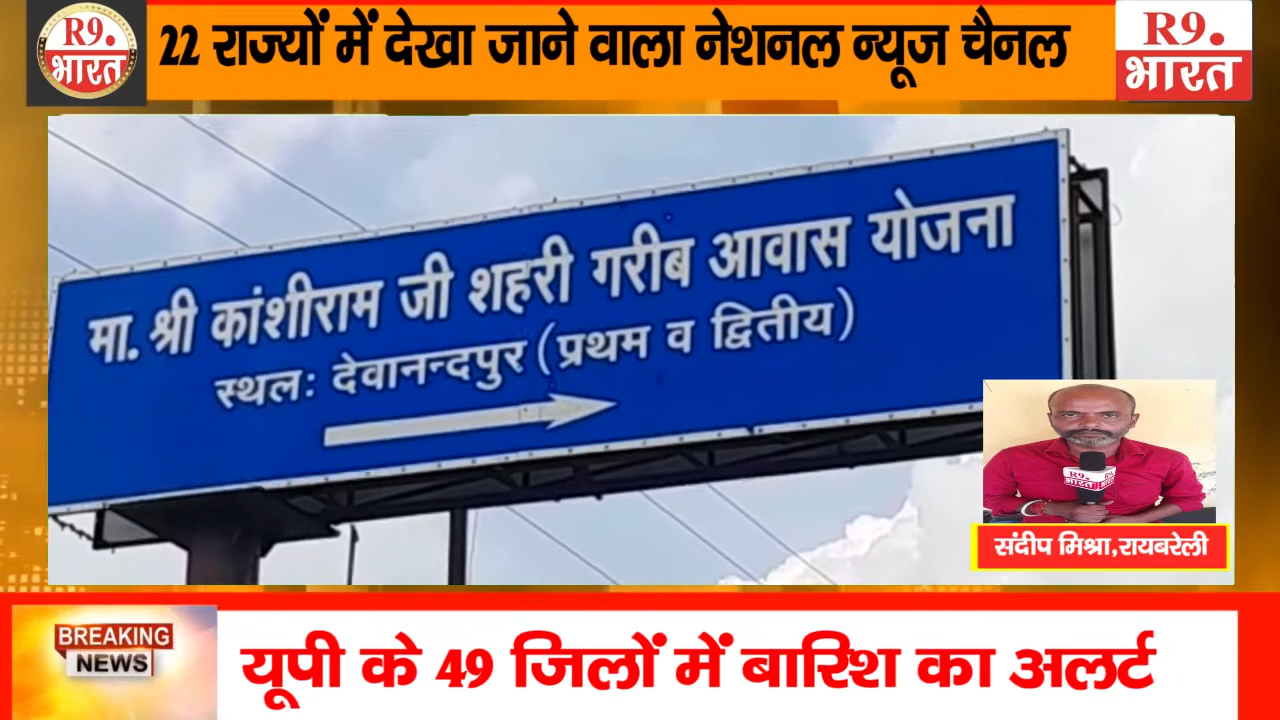 R9.
भारत
22 राज्यों में देखा जाने वाला नेशनल न्यूज चैनल
R9.
भारत
मा. श्री कांशीराम जी शहरी गरीब आवास योजना
स्थलः देवानन्दपुर (प्रथम व द्वितीय)
R9.
भारत
संदीप मिश्रा,रायबरेली
BREAKING
NEWS
यूपी के 49 जिलों में बारिश का अलर्ट